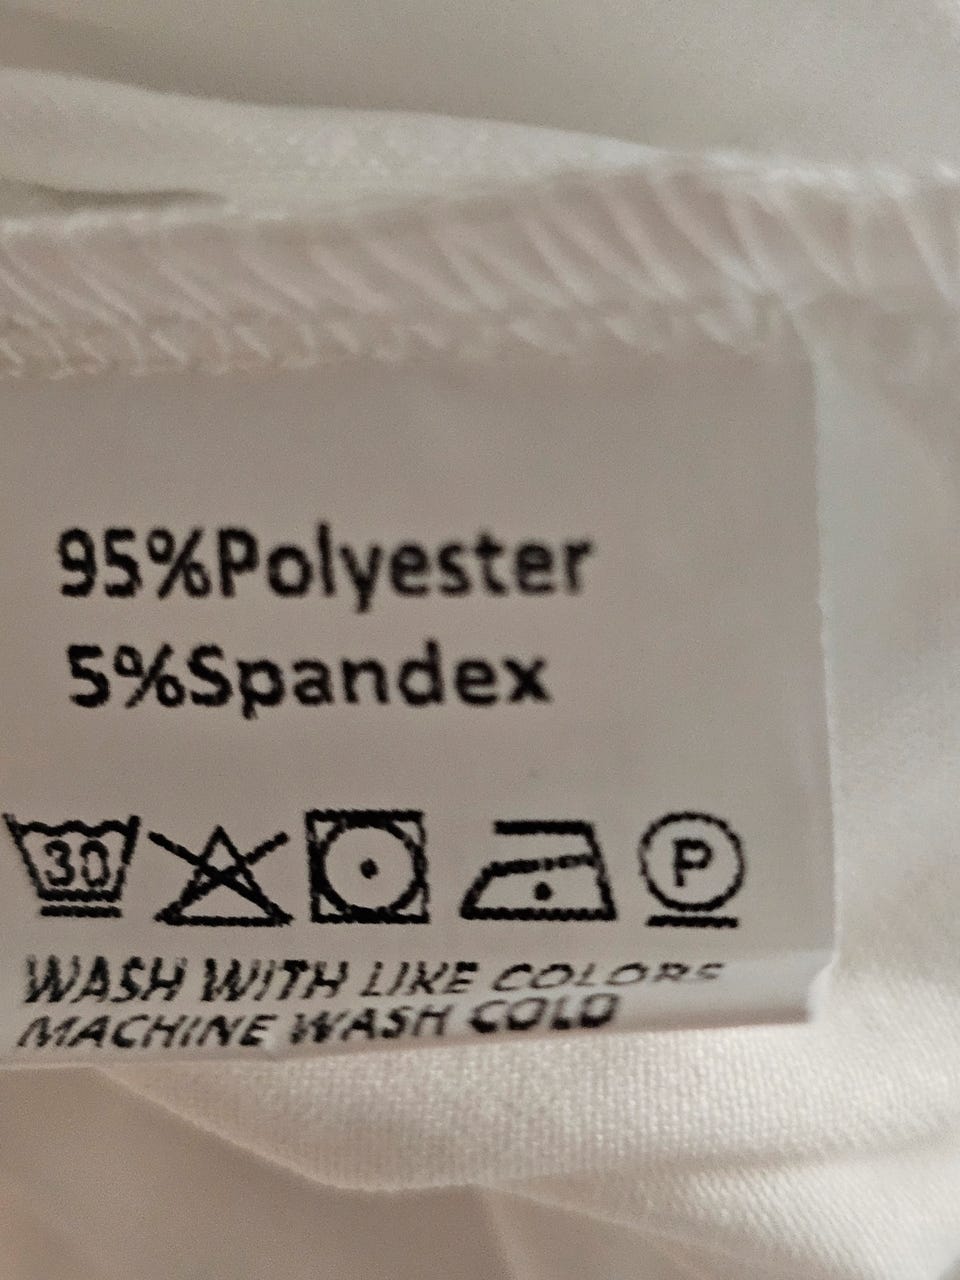 95%Polyester
5%Spandex
30 P
WASH WITH LIKE COLORS
MACHINE WASH COLD